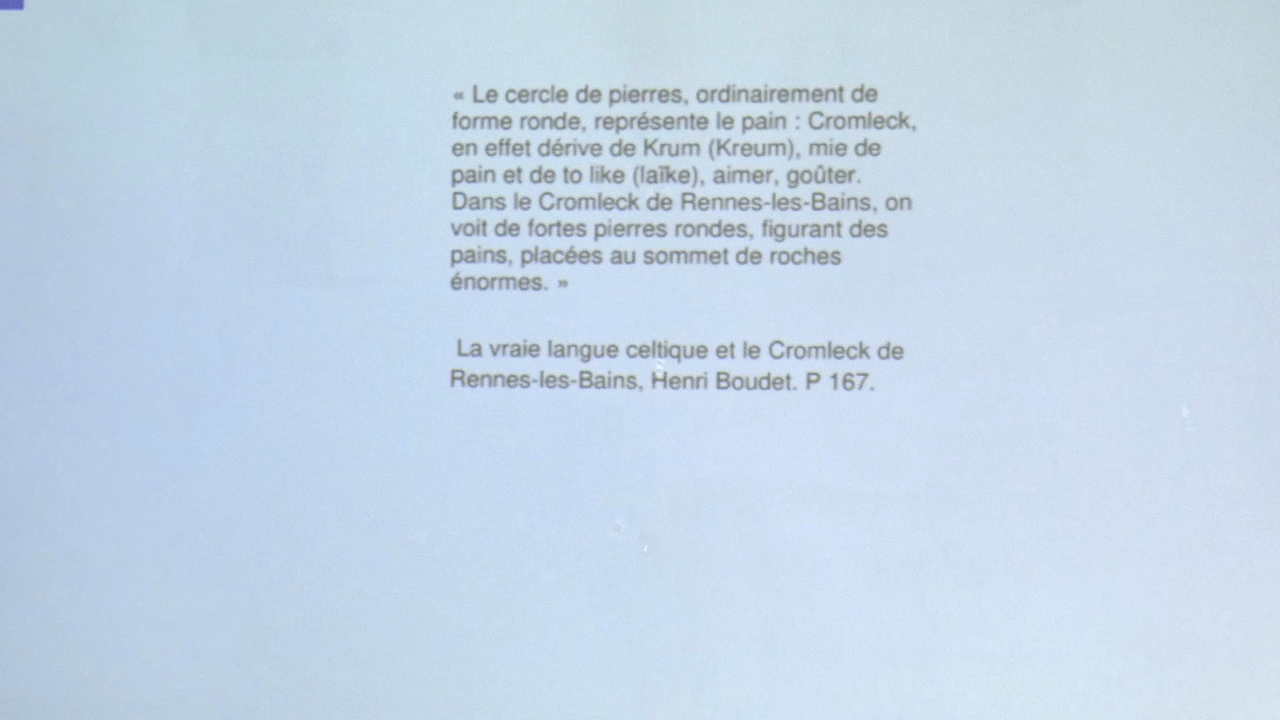 « Le cercle de pierres, ordinairement de
forme ronde, représente le pain : Cromleck,
en effet dérive de Krum (Kreum), mie de
pain et de to like (laïke), aimer, goûter.
Dans le Cromleck de Rennes-les-Bains, on
voit de fortes pierres rondes, figurant des
pains, placées au sommet de roches
énormes. »
La vraie langue celtique et le Cromleck de
Rennes-les-Bains, Henri Boudet. P 167.